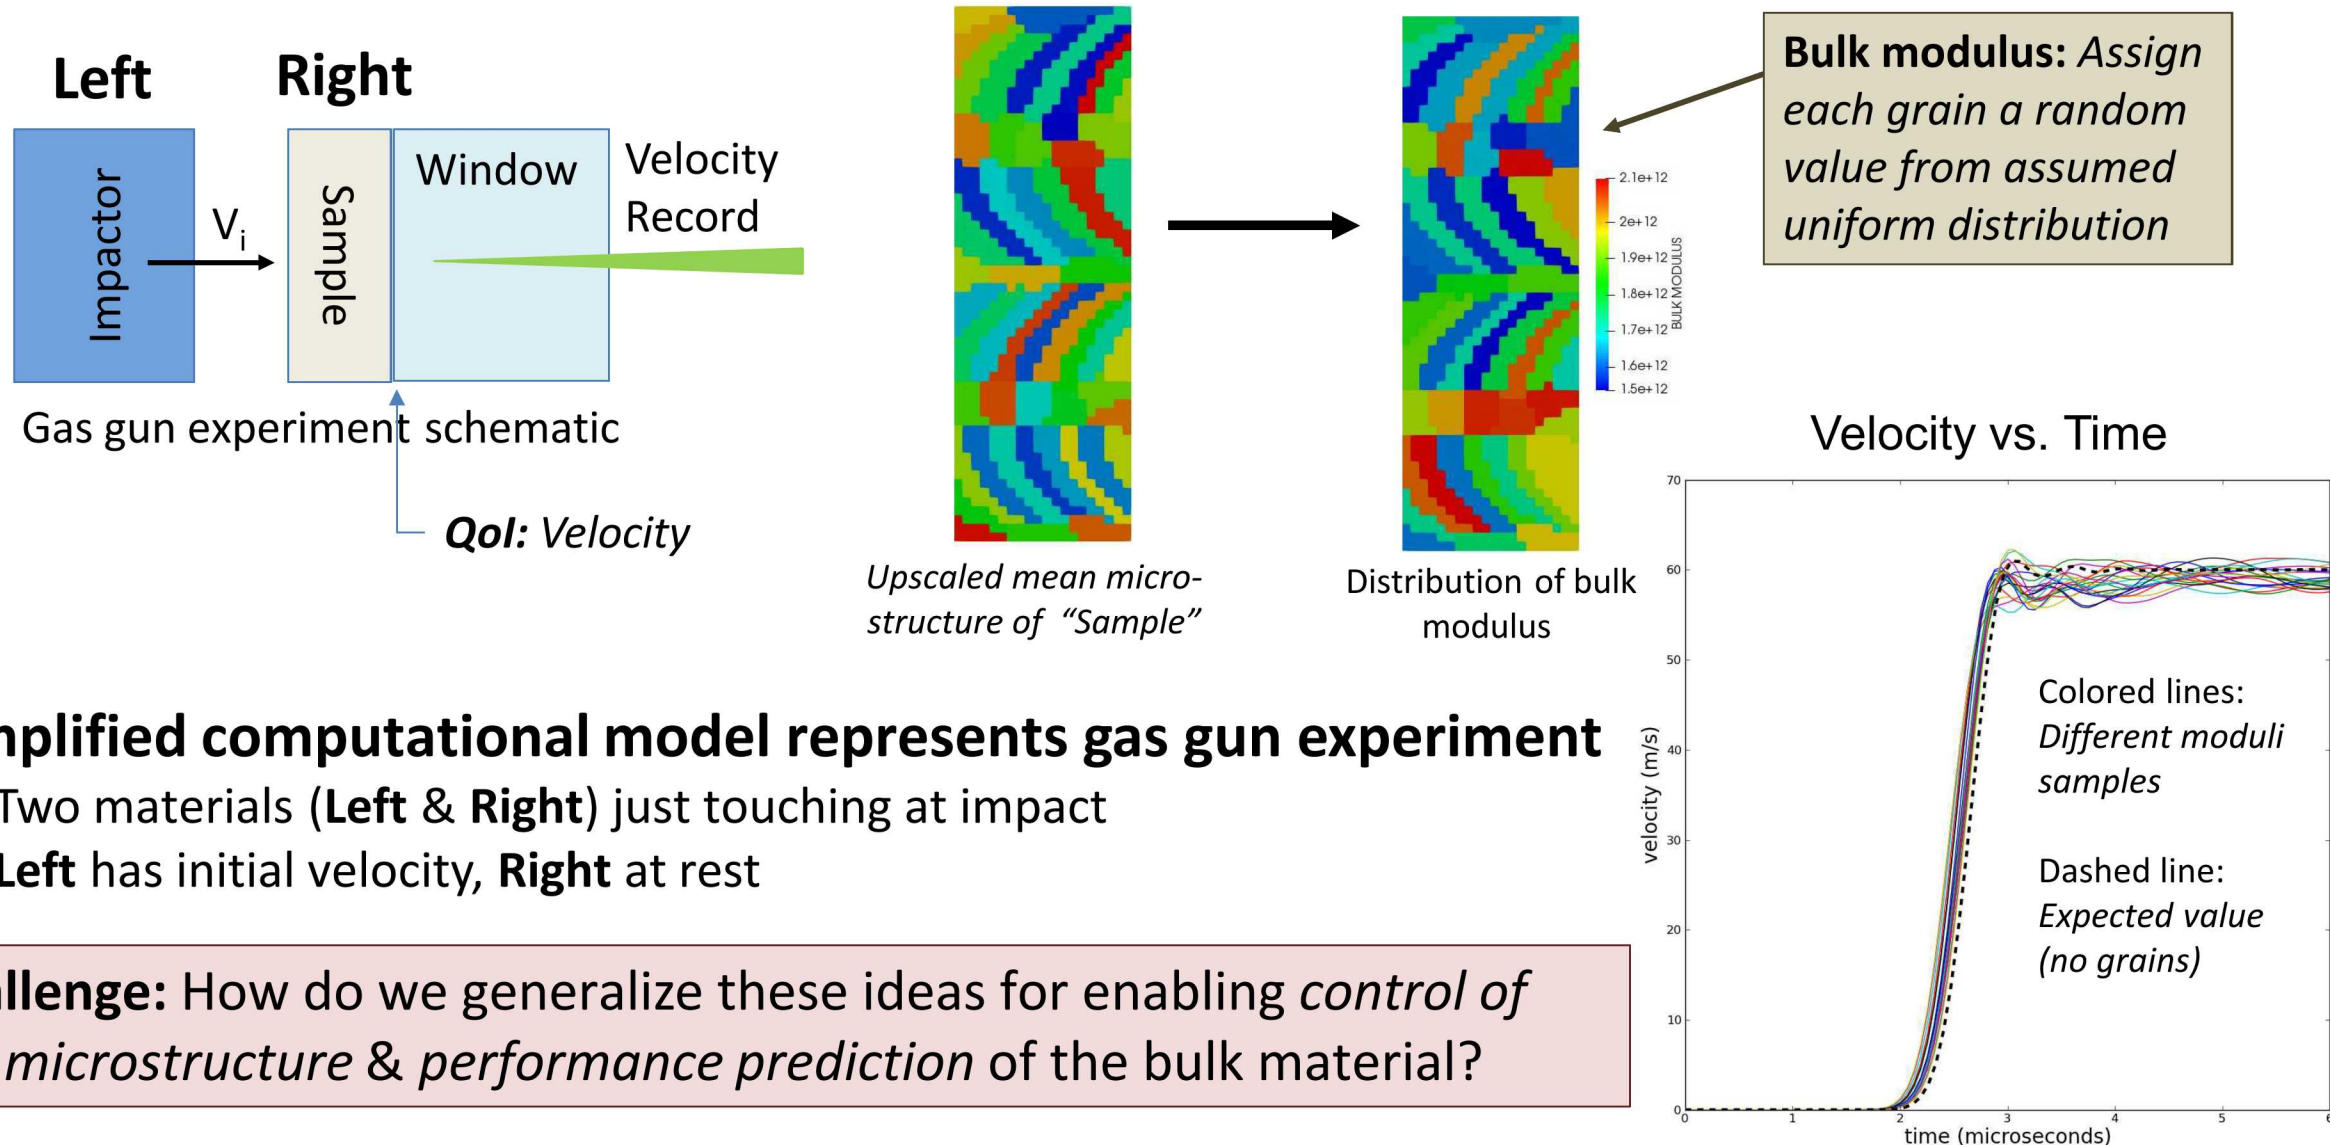 Left
Right
Impactor
Vi
Sample
Window
Velocity
Record
Gas gun experiment schematic
QoI: Velocity
Upscaled mean micro-
structure of “Sample”
Distribution of bulk
modulus
2.1e+12
2e+12
1.9e+12
1.8e+12
1.7e+12
1.6e+12
1.5e+12
BULK MODULUS
Bulk modulus: Assign
each grain a random
value from assumed
uniform distribution
mplified computational model represents gas gun experiment
Two materials (Left & Right) just touching at impact
Left has initial velocity, Right at rest
allenge: How do we generalize these ideas for enabling control of
microstructure & performance prediction of the bulk material?
Velocity vs. Time
70
60
50
40
30
20
10
0
velocity (m/s)
Colored lines:
Different moduli
samples
Dashed line:
Expected value
(no grains)
0 1 2 3 4 5 6
time (microseconds)